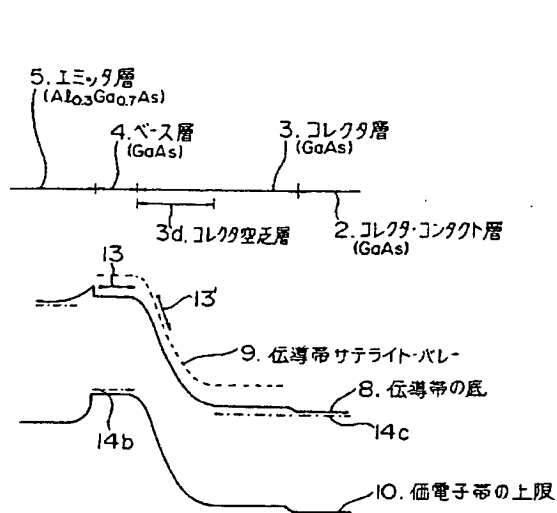 5. エミッタ層
(Al0.3Ga0.7As)
4. ベース層
(GaAs)
3. コレクタ層
(GaAs)
3d. コレクタ空乏層
2. コレクタ・コンタクト層
(GaAs)
13
13'
9. 伝導帯サテライト・バレー
8. 伝導帯の底
14b
14c
10. 価電子帯の上限